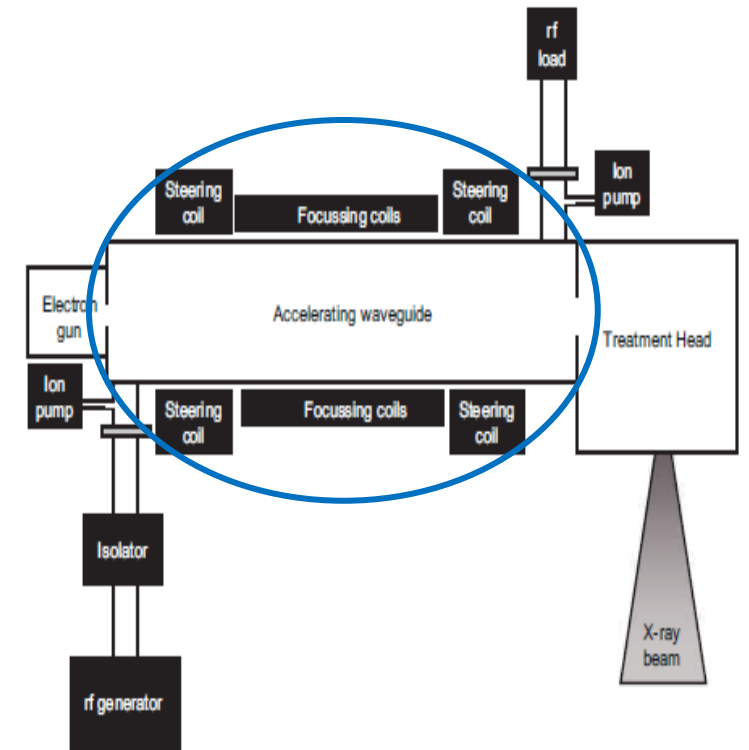 rf
load
Ion
pump
Steering
coil
Focussing coils
Steering
coil
Electron
gun
Accelerating waveguide
Treatment Head
Ion
pump
Steering
coil
Focussing coils
Steering
coil
Isolator
X-ray
beam
rf generator